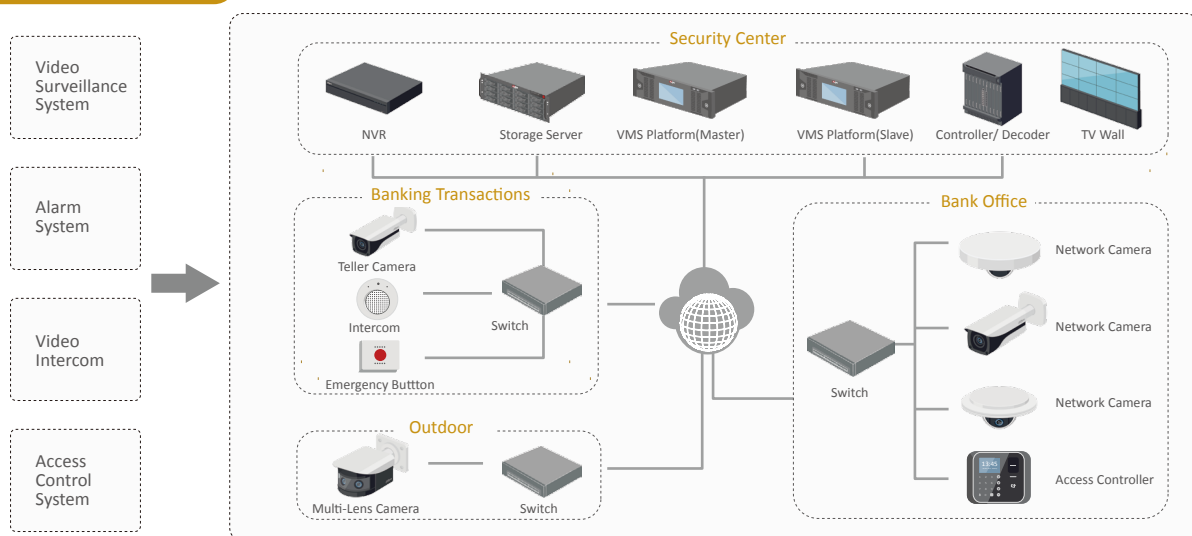 Video
Surveillance
System
Alarm
System
Video
Intercom
Access
Control
System
Security Center
NVR
Storage Server
VMS Platform(Master)
VMS Platform(Slave)
Controller/ Decoder
TV Wall
Banking Transactions
Teller Camera
Intercom
Emergency Buttton
Switch
Outdoor
Multi-Lens Camera
Switch
Bank Office
Switch
Network Camera
Network Camera
Network Camera
13:45
Access Controller